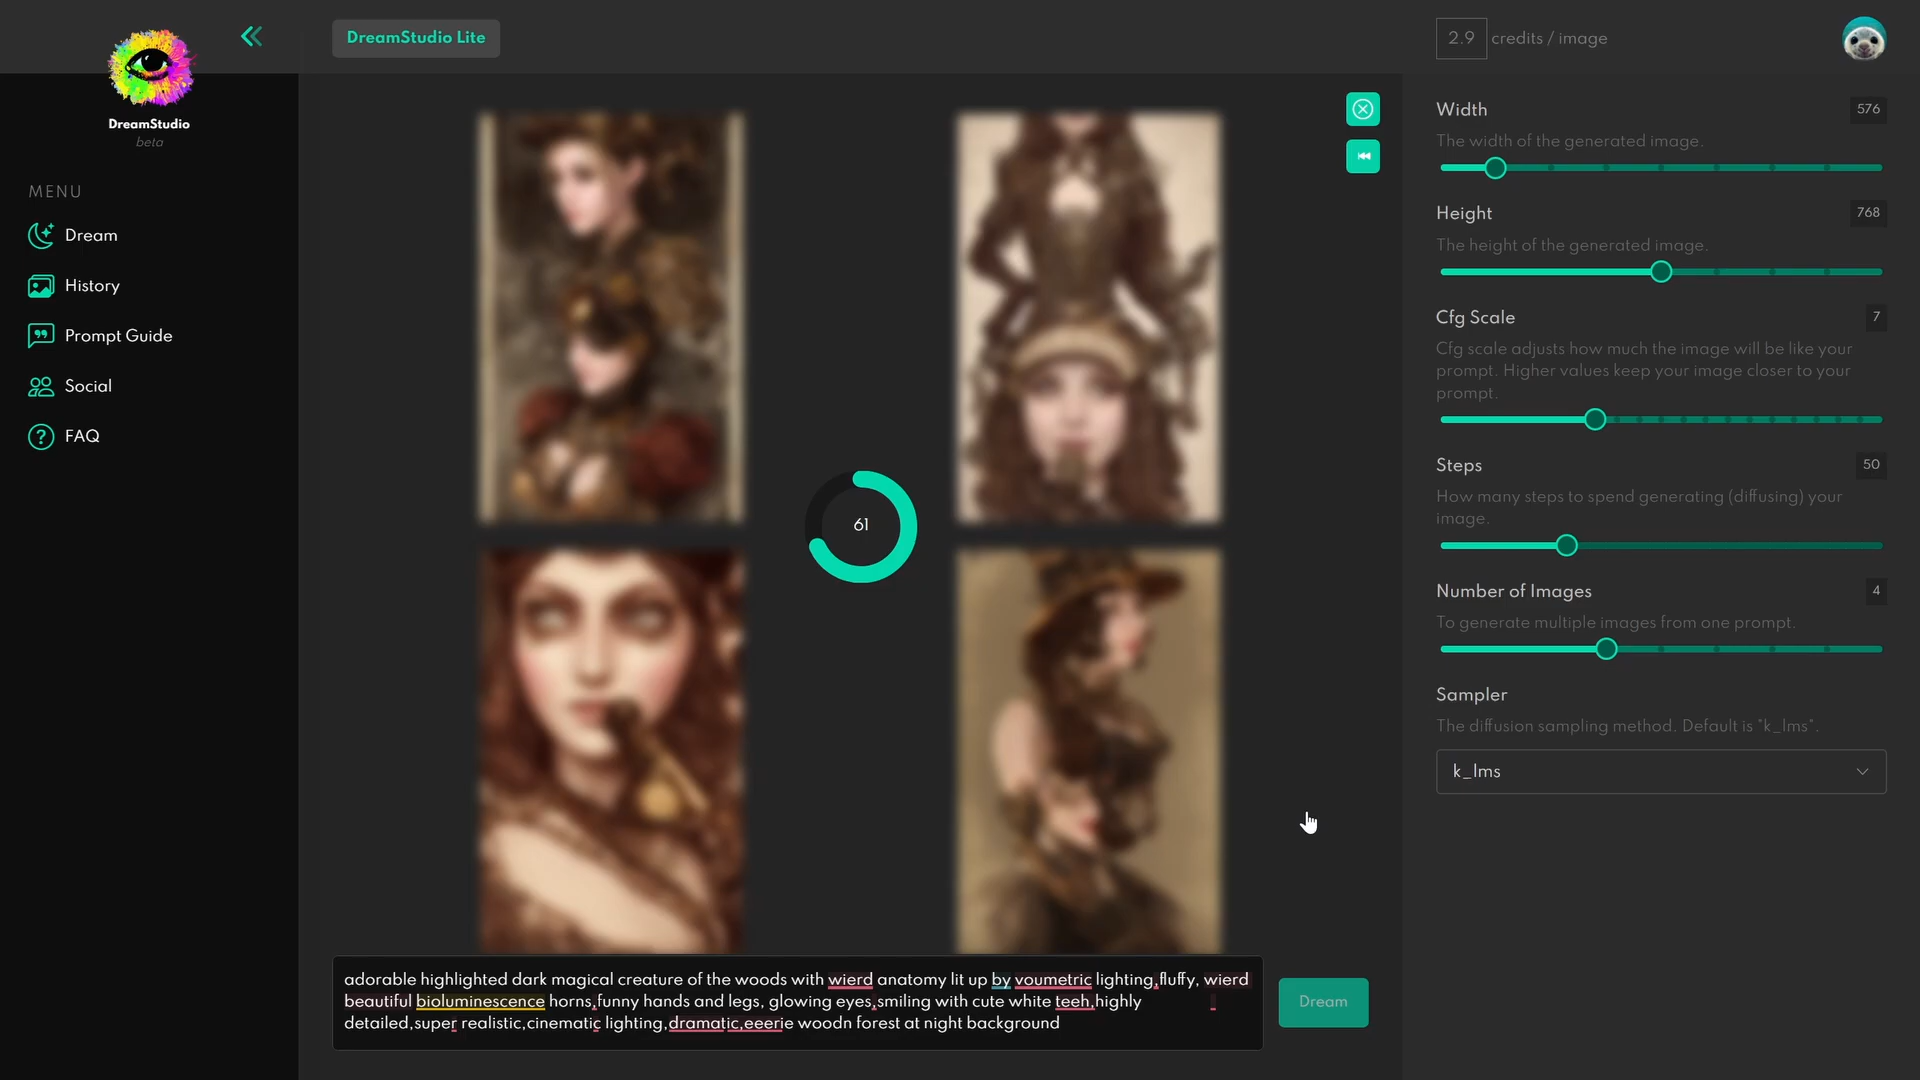 DreamStudio
beta
MENU
Dream
History
Prompt Guide
Social
FAQ
DreamStudio Lite
61
adorable highlighted dark magical creature of the woods with wierd anatomy lit up by voumetric lighting,fluffy, wierd
beautiful bioluminescence horns,funny hands and legs, glowing eyes,smiling with cute white teeh,highly
detailed,super realistic,cinematic lighting,dramatic,eeerie woodn forest at night background
Dream
2.9 credits / image
Width 576
The width of the generated image.
Height 768
The height of the generated image.
Cfg Scale 7
Cfg scale adjusts how much the image will be like your
prompt. Higher values keep your image closer to your
prompt.
Steps 50
How many steps to spend generating (diffusing) your
image.
Number of Images 4
To generate multiple images from one prompt.
Sampler
The diffusion sampling method. Default is "k_lms".
k_lms